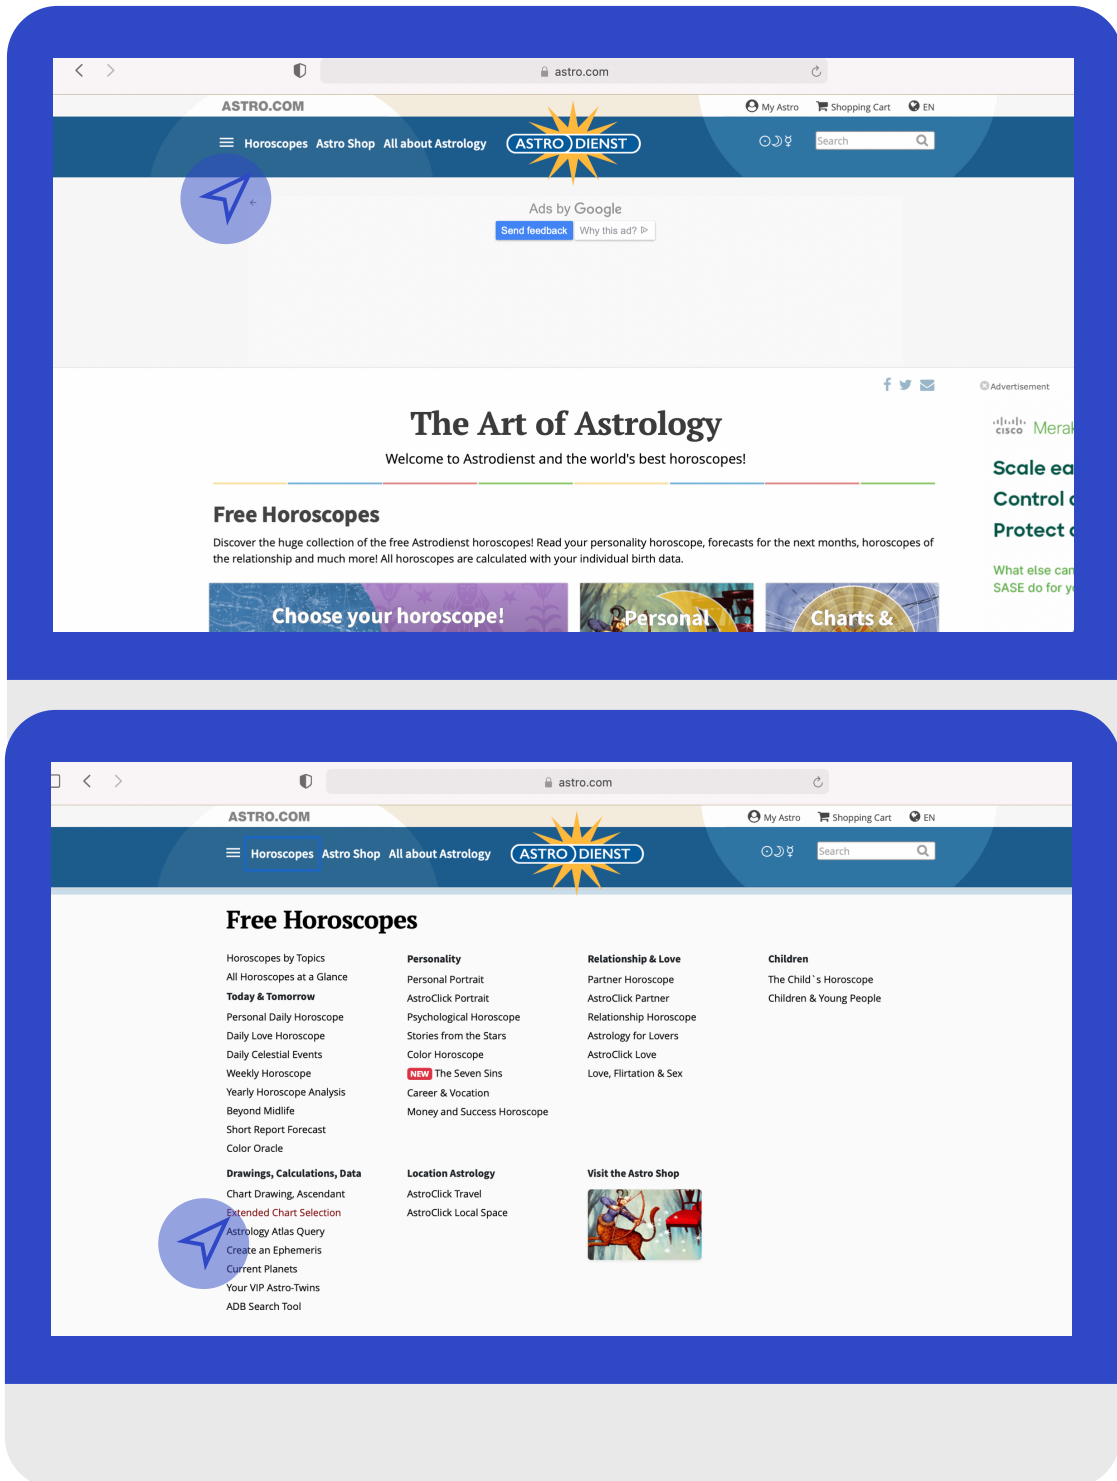 astro.com
ASTRO.COM
My Astro Shopping Cart EN
Horoscopes Astro Shop All about Astrology ASTRO DIENST Search
Ads by Google
Send feedback Why this ad?
Advertisement
The Art of Astrology
Welcome to Astrodienst and the world's best horoscopes!
cisco
Scale
Control
Protect
What else can
SASE do for
Free Horoscopes
Discover the huge collection of the free Astrodienst horoscopes! Read your personality horoscope, forecasts for the next months, horoscopes of
the relationship and much more! All horoscopes are calculated with your individual birth data.
Choose your horoscope!
Personal
Charts &
astro.com
ASTRO.COM
My Astro Shopping Cart EN
Horoscopes Astro Shop All about Astrology ASTRO DIENST Search
Free Horoscopes
Horoscopes by Topics
All Horoscopes at a Glance
Today & Tomorrow
Personal Daily Horoscope
Daily Love Horoscope
Daily Celestial Events
Weekly Horoscope
Yearly Horoscope Analysis
Beyond Midlife
Short Report Forecast
Color Oracle
Personality
Personal Portrait
AstroClick Portrait
Psychological Horoscope
Stories from the Stars
Color Horoscope
NEW The Seven Sins
Career & Vocation
Money and Success Horoscope
Relationship & Love
Partner Horoscope
AstroClick Partner
Relationship Horoscope
Astrology for Lovers
AstroClick Love
Love, Flirtation & Sex
Children
The Child`s Horoscope
Children & Young People
Drawings, Calculations, Data
Chart Drawing, Ascendant
Extended Chart Selection
Astrology Atlas Query
Create an Ephemeris
Current Planets
Your VIP Astro-Twins
ADB Search Tool
Location Astrology
AstroClick Travel
AstroClick Local Space
Visit the Astro Shop